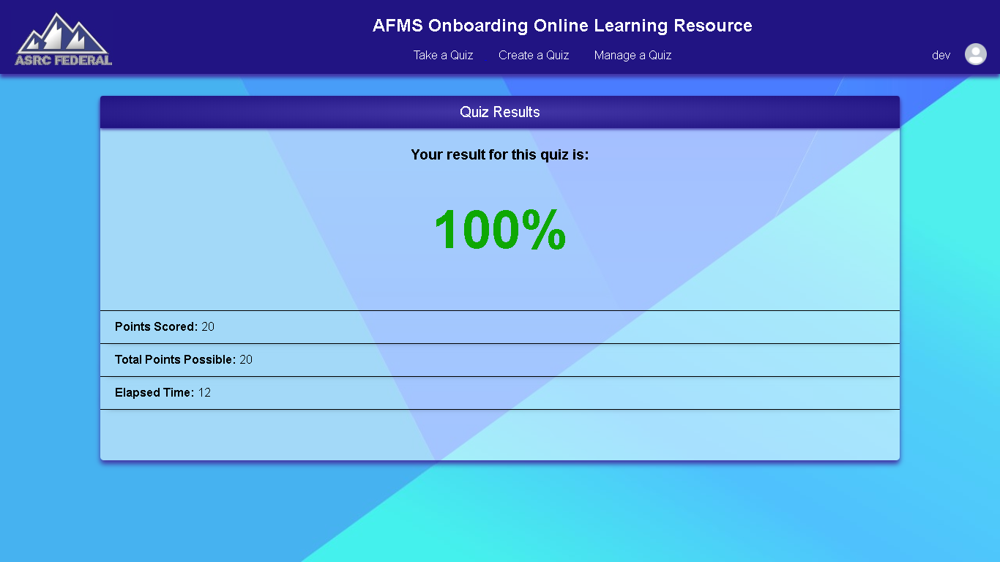 AFMS Onboarding Online Learning Resource
ASRC FEDERAL
Take a Quiz Create a Quiz Manage a Quiz dev
Quiz Results
Your result for this quiz is:
100%
Points Scored: 20
Total Points Possible: 20
Elapsed Time: 12